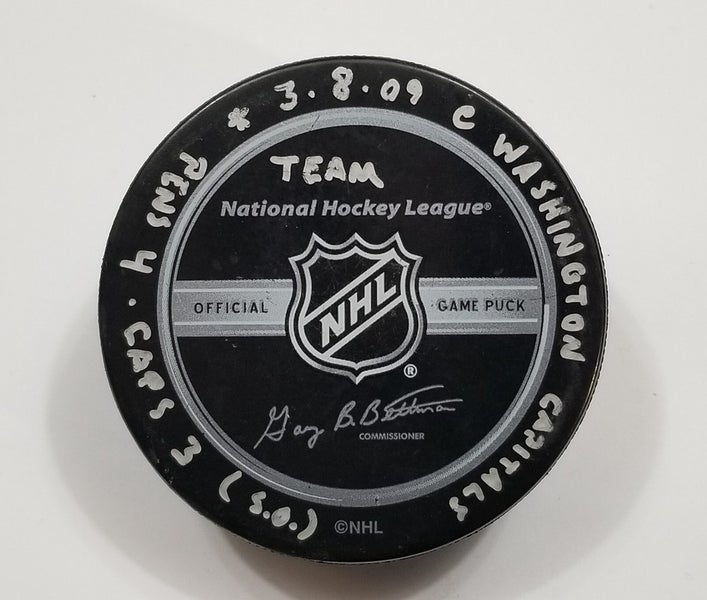 * 3.8.09 @ WASHINGTON CAPITALS
PENS 4 . CAPS 3 (S.O.)
TEAM
National Hockey League®
OFFICIAL NHL® GAME PUCK
Gary B. Bettman
COMMISSIONER
©NHL